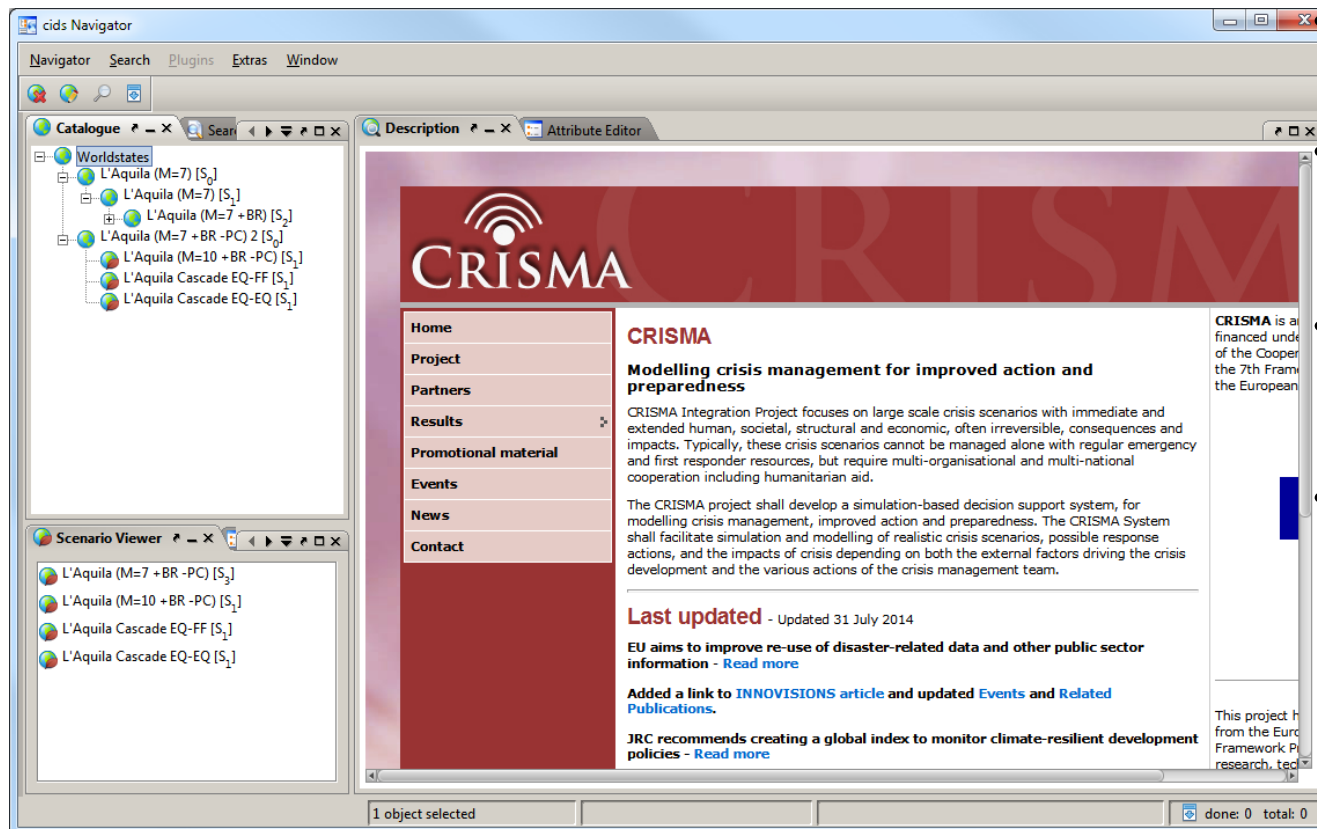 cids Navigator
Navigator Search Plugins Extras Window
Catalogue
Sear
Worldstates
L'Aquila (M=7) [S0]
L'Aquila (M=7) [S1]
L'Aquila (M=7 +BR) [S2]
L'Aquila (M=7 +BR -PC) 2 [S0]
L'Aquila (M=10 +BR -PC) [S1]
L'Aquila Cascade EQ-FF [S1]
L'Aquila Cascade EQ-EQ [S1]
Scenario Viewer
L'Aquila (M=7 +BR -PC) [S3]
L'Aquila (M=10 +BR -PC) [S1]
L'Aquila Cascade EQ-FF [S1]
L'Aquila Cascade EQ-EQ [S1]
Description
Attribute Editor
CRISMA
CRISM
Home
Project
Partners
Results
Promotional material
Events
News
Contact
CRISMA
Modelling crisis management for improved action and
preparedness
CRISMA Integration Project focuses on large scale crisis scenarios with immediate and
extended human, societal, structural and economic, often irreversible, consequences and
impacts. Typically, these crisis scenarios cannot be managed alone with regular emergency
and first responder resources, but require multi-organisational and multi-national
cooperation including humanitarian aid.
The CRISMA project shall develop a simulation-based decision support system, for
modelling crisis management, improved action and preparedness. The CRISMA System
shall facilitate simulation and modelling of realistic crisis scenarios, possible response
actions, and the impacts of crisis depending on both the external factors driving the crisis
development and the various actions of the crisis management team.
Last updated - Updated 31 July 2014
EU aims to improve re-use of disaster-related data and other public sector
information - Read more
Added a link to INNOVISIONS article and updated Events and Related
Publications.
JRC recommends creating a global index to monitor climate-resilient development
policies - Read more
CRISMA is a
financed unde
of the Cooper
the 7th Fram
the European
This project h
from the Euro
Framework P
research, tec
1 object selected
done: 0 total: 0